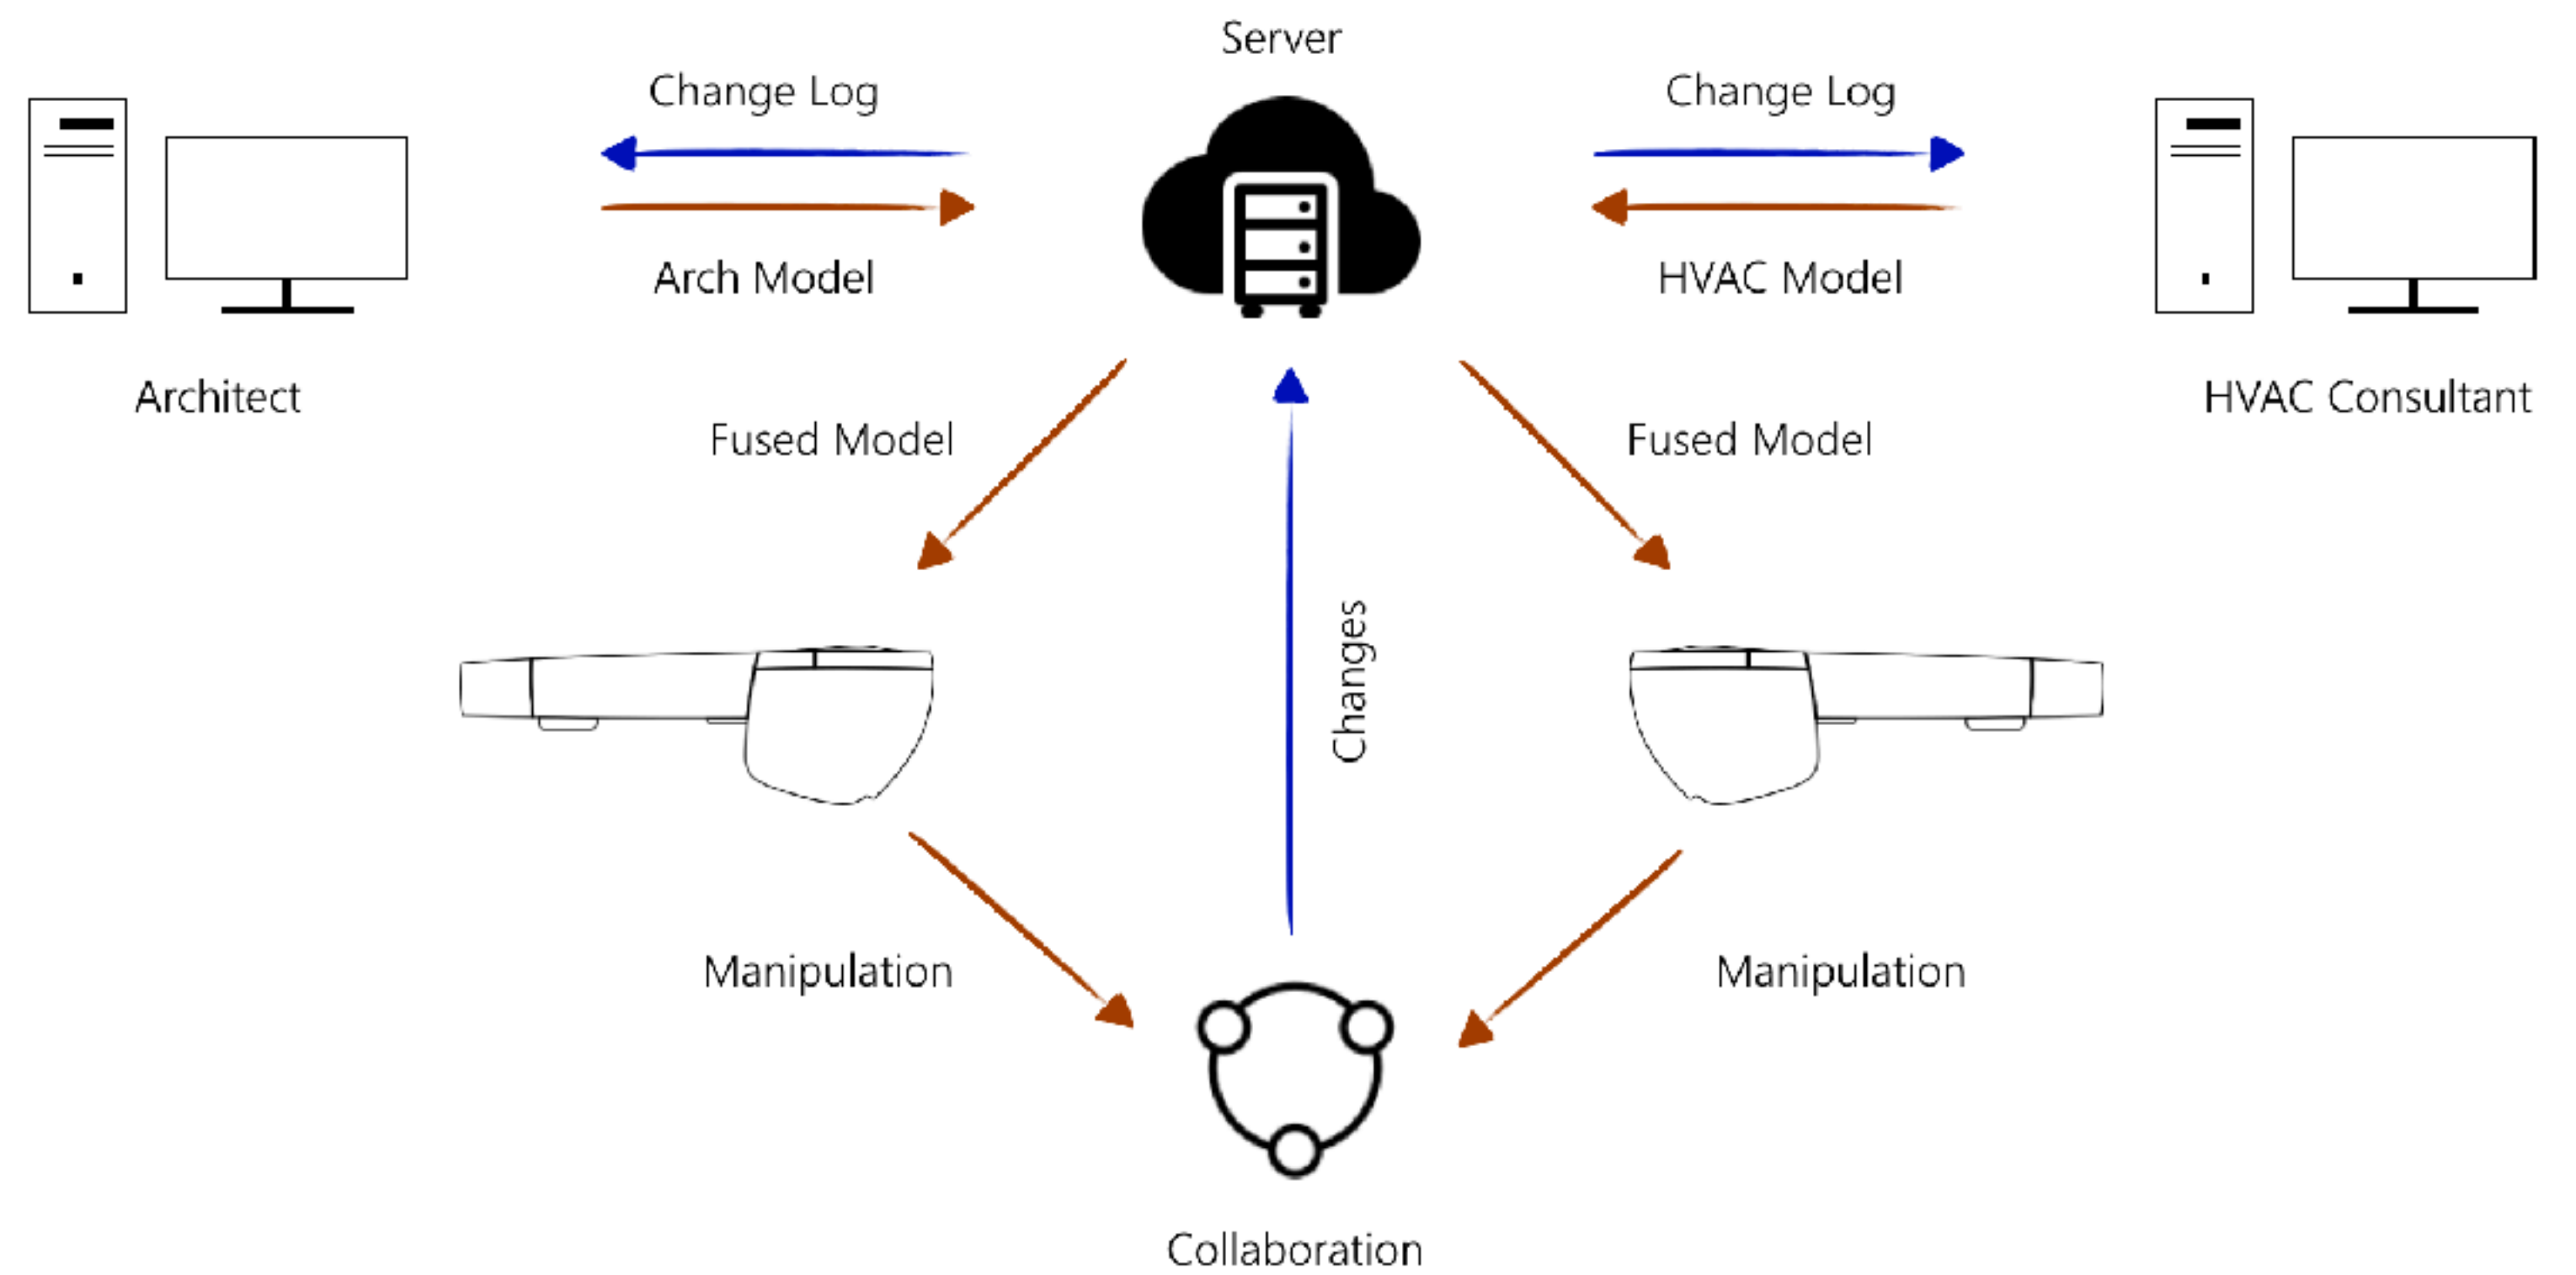 Server
Change Log
Change Log
Arch Model
HVAC Model
Architect
HVAC Consultant
Fused Model
Fused Model
Changes
Manipulation
Manipulation
Collaboration